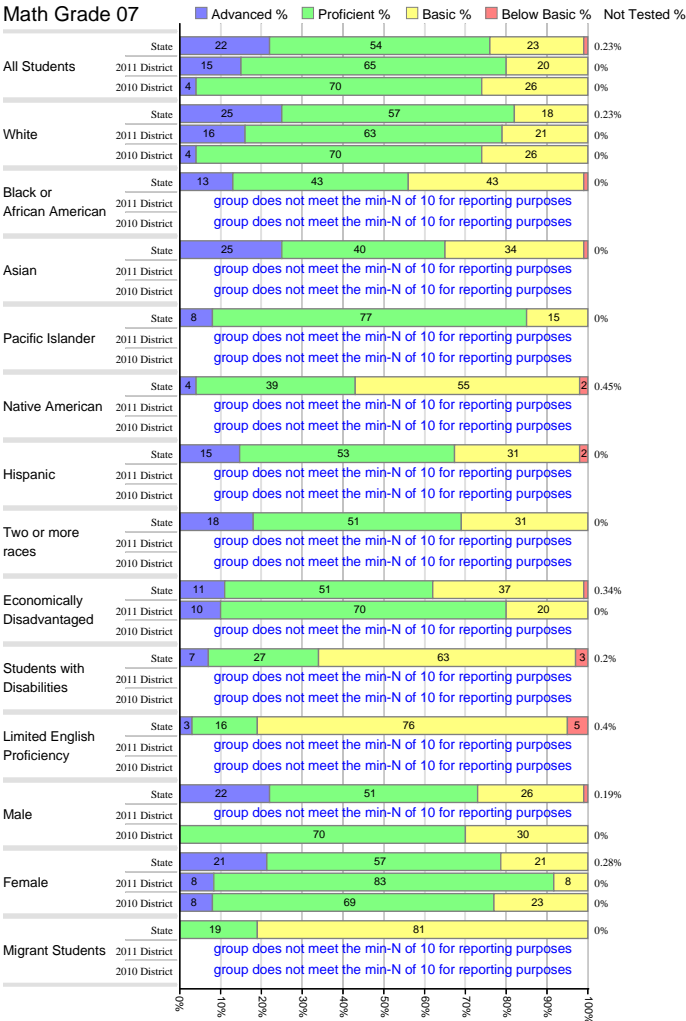 Math Grade 07
Advanced % Proficient % Basic % Below Basic % Not Tested %
All Students
State 22 54 23 0.23%
2011 District 15 65 20 0%
2010 District 4 70 26 0%
White
State 25 57 18 0.23%
2011 District 16 63 21 0%
2010 District 4 70 26 0%
Black or
African American
State 13 43 43 0%
2011 District group does not meet the min-N of 10 for reporting purposes
2010 District group does not meet the min-N of 10 for reporting purposes
Asian
State 25 40 34 0%
2011 District group does not meet the min-N of 10 for reporting purposes
2010 District group does not meet the min-N of 10 for reporting purposes
Pacific Islander
State 8 77 15 0%
2011 District group does not meet the min-N of 10 for reporting purposes
2010 District group does not meet the min-N of 10 for reporting purposes
Native American
State 4 39 55 2 0.45%
2011 District group does not meet the min-N of 10 for reporting purposes
2010 District group does not meet the min-N of 10 for reporting purposes
Hispanic
State 15 53 31 2 0%
2011 District group does not meet the min-N of 10 for reporting purposes
2010 District group does not meet the min-N of 10 for reporting purposes
Two or more
races
State 18 51 31 0%
2011 District group does not meet the min-N of 10 for reporting purposes
2010 District group does not meet the min-N of 10 for reporting purposes
Economically
Disadvantaged
State 11 51 37 0.34%
2011 District 10 70 20 0%
2010 District group does not meet the min-N of 10 for reporting purposes
Students with
Disabilities
State 7 27 63 3 0.2%
2011 District group does not meet the min-N of 10 for reporting purposes
2010 District group does not meet the min-N of 10 for reporting purposes
Limited English
Proficiency
State 3 16 76 5 0.4%
2011 District group does not meet the min-N of 10 for reporting purposes
2010 District group does not meet the min-N of 10 for reporting purposes
Male
State 22 51 26 0.19%
2011 District group does not meet the min-N of 10 for reporting purposes
2010 District 70 30 0%
Female
State 21 57 21 0.28%
2011 District 8 83 8 0%
2010 District 8 69 23 0%
Migrant Students
State 19 81 0%
2011 District group does not meet the min-N of 10 for reporting purposes
2010 District group does not meet the min-N of 10 for reporting purposes
0% 10% 20% 30% 40% 50% 60% 70% 80% 90% 100%